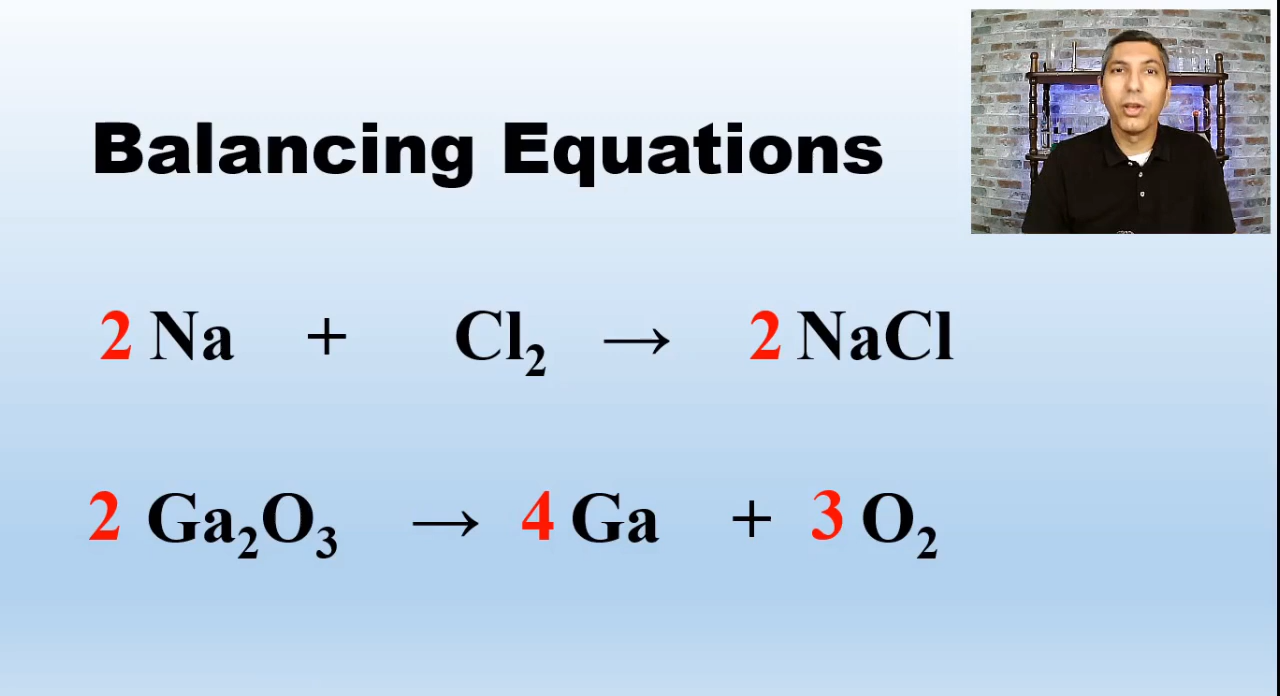 Balancing Equations
2 Na + Cl₂ → 2 NaCl
2 Ga₂O₃ → 4 Ga + 3 O₂